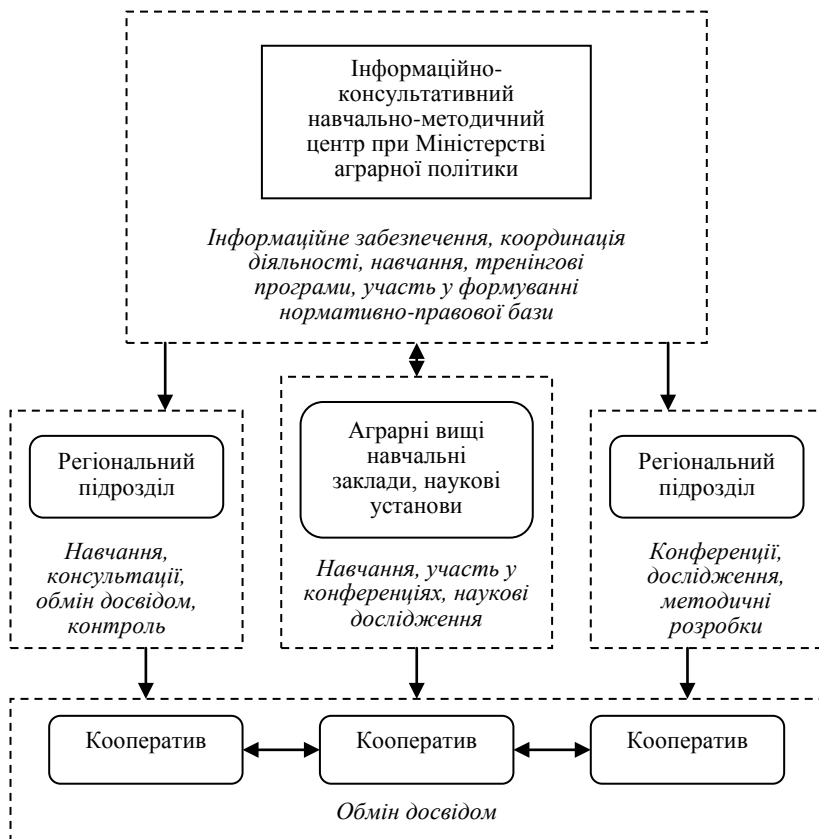 Інформаційно-
консультативний
навчально-методичний
центр при Міністерстві
аграрної політики
Інформаційне забезпечення, координація
діяльності, навчання, тренінгові
програми, участь у формуванні
нормативно-правової бази
Регіональний
підрозділ
Навчання,
консультації,
обмін досвідом,
контроль
Аграрні вищі
навчальні
заклади, наукові
установи
Навчання, участь у
конференціях, наукові
дослідження
Регіональний
підрозділ
Конференції,
дослідження,
методичні
розробки
Кооператив
Кооператив
Кооператив
Обмін досвідом